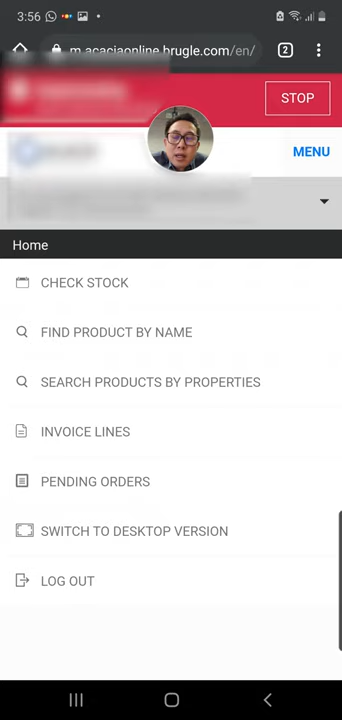 3:56
m.acaciaonline.brugle.com/en/
2
STOP
MENU
Home
CHECK STOCK
FIND PRODUCT BY NAME
SEARCH PRODUCTS BY PROPERTIES
INVOICE LINES
PENDING ORDERS
SWITCH TO DESKTOP VERSION
LOG OUT